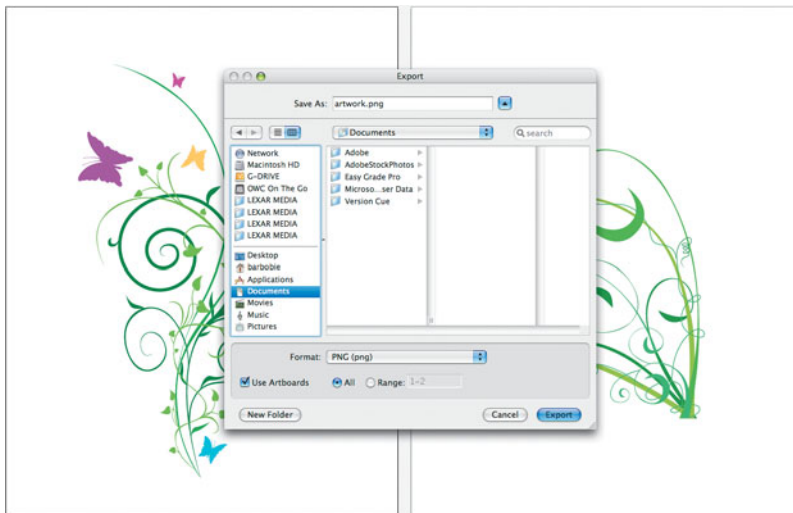 Export
Save As: artwork.png
Documents
search
Network
Macintosh HD
G-DRIVE
OWC On The Go
LEXAR MEDIA
LEXAR MEDIA
LEXAR MEDIA
LEXAR MEDIA
Desktop
barbobie
Applications
Documents
Movies
Music
Pictures
Adobe
AdobeStockPhotos
Easy Grade Pro
Microso...ser Data
Version Cue
Format: PNG (png)
Use Artboards All Range: 1-2
New Folder Cancel Export